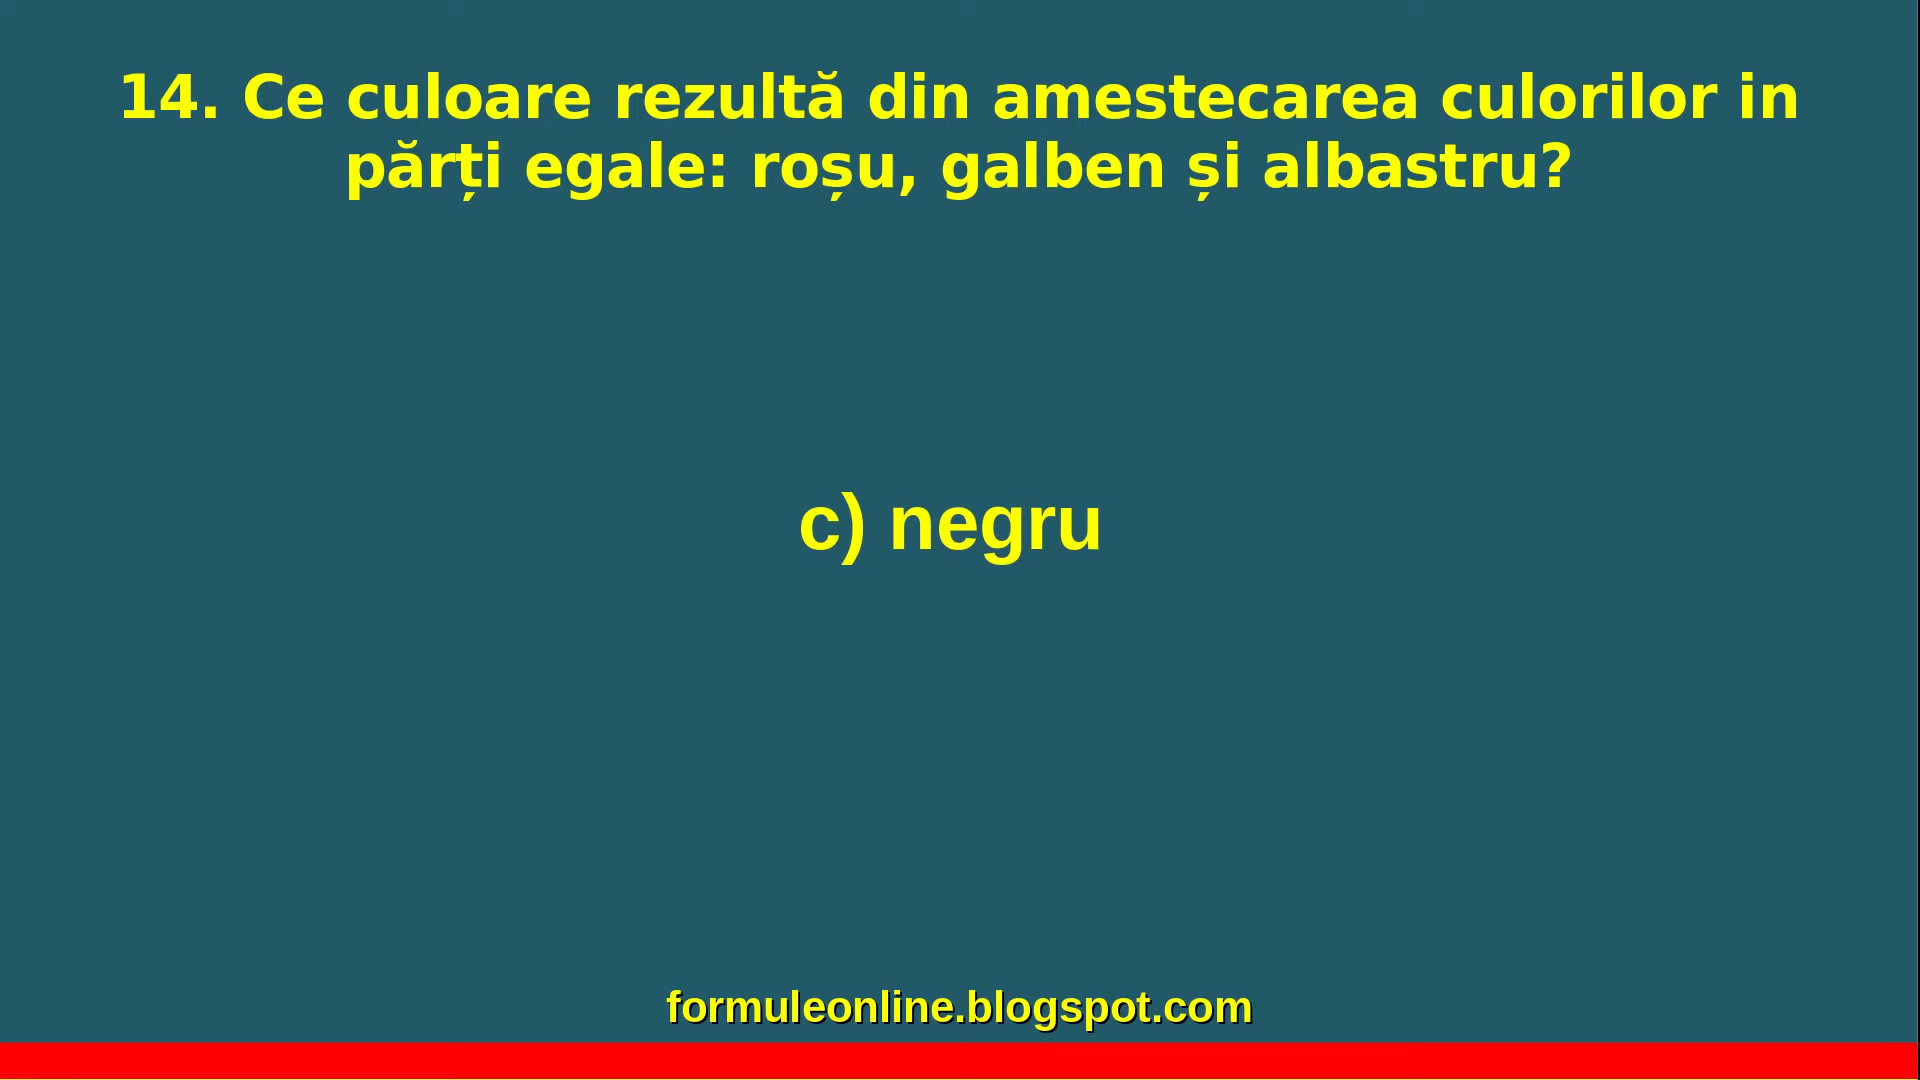 14. Ce culoare rezultă din amestecarea culorilor in
părți egale: roșu, galben și albastru?
c) negru
formuleonline.blogspot.com